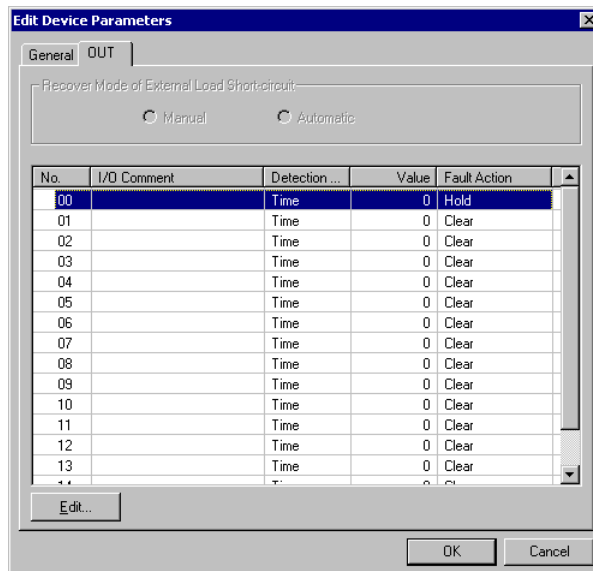 Edit Device Parameters
General OUT
Recover Mode of External Load Short-circuit
Manual Automatic
No. I/O Comment Detection ... Value Fault Action
00 Time 0 Hold
01 Time 0 Clear
02 Time 0 Clear
03 Time 0 Clear
04 Time 0 Clear
05 Time 0 Clear
06 Time 0 Clear
07 Time 0 Clear
08 Time 0 Clear
09 Time 0 Clear
10 Time 0 Clear
11 Time 0 Clear
12 Time 0 Clear
13 Time 0 Clear
Edit...
OK Cancel